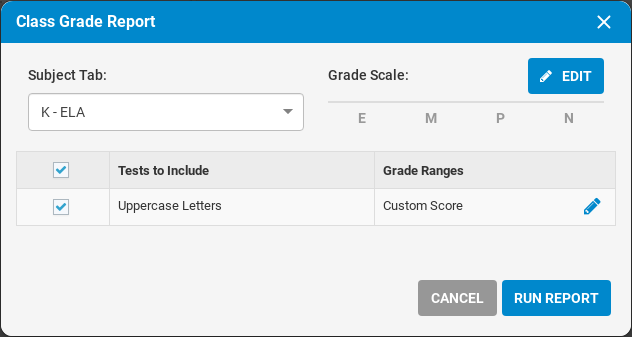 Class Grade Report
Subject Tab:
K - ELA
Grade Scale:
EDIT
E M P N
Tests to Include Grade Ranges
Uppercase Letters Custom Score
CANCEL RUN REPORT